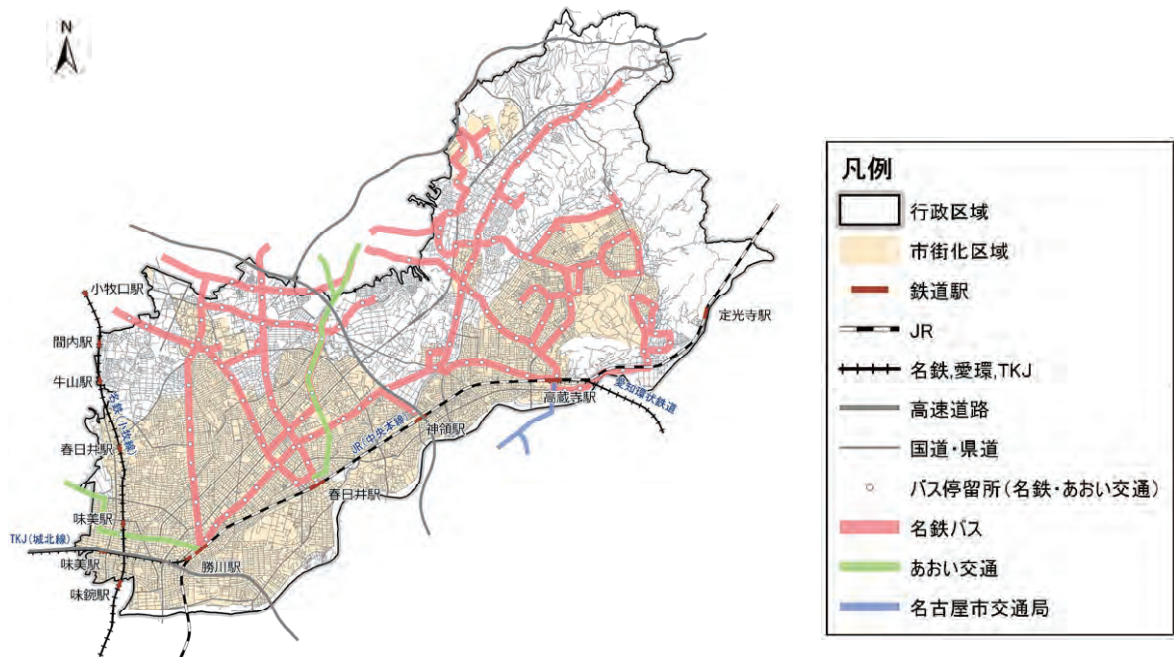 N
小牧口駅
間内駅
牛山駅
名鉄(小牧線)
春日井駅
味美駅
TKJ(城北線)
味美駅
味鋺駅
勝川駅
春日井駅
JR(中央本線)
神領駅
高蔵寺駅
愛知環状鉄道
定光寺駅
凡例
行政区域
市街化区域
鉄道駅
JR
名鉄,愛環,TKJ
高速道路
国道・県道
バス停留所(名鉄・あおい交通)
名鉄バス
あおい交通
名古屋市交通局